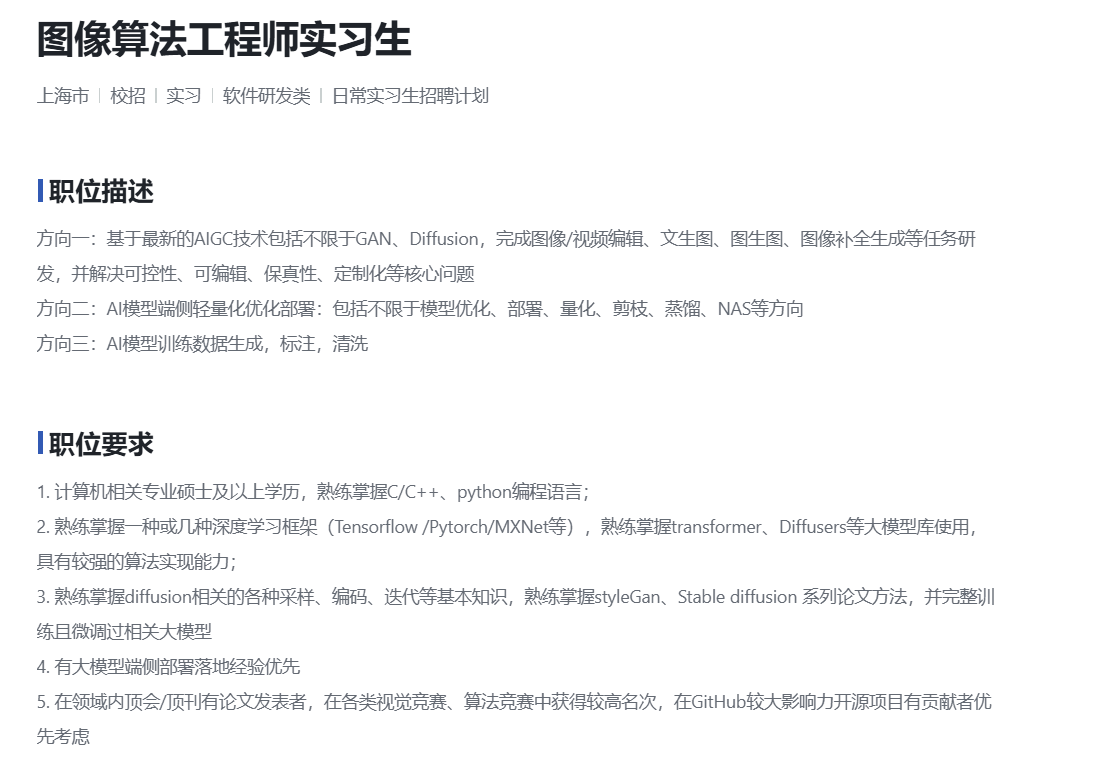 图像算法工程师实习生
上海市 | 校招 | 实习 | 软件研发类 | 日常实习生招聘计划
职位描述
方向一：基于最新的AIGC技术包括不限于GAN、Diffusion，完成图像/视频编辑、文生图、图生图、图像补全生成等任务研
发，并解决可控性、可编辑、保真性、定制化等核心问题
方向二：AI模型端侧轻量化优化部署：包括不限于模型优化、部署、量化、剪枝、蒸馏、NAS等方向
方向三：AI模型训练数据生成，标注，清洗
职位要求
1. 计算机相关专业硕士及以上学历，熟练掌握C/C++、python编程语言；
2. 熟练掌握一种或几种深度学习框架（Tensorflow /Pytorch/MXNet等），熟练掌握transformer、Diffusers等大模型库使用，
具有较强的算法实现能力；
3. 熟练掌握diffusion相关的各种采样、编码、迭代等基本知识，熟练掌握styleGan、Stable diffusion 系列论文方法，并完整训
练且微调过相关大模型
4. 有大模型端侧部署落地经验优先
5. 在领域内顶会/顶刊有论文发表者，在各类视觉竞赛、算法竞赛中获得较高名次，在GitHub较大影响力开源项目有贡献者优
先考虑